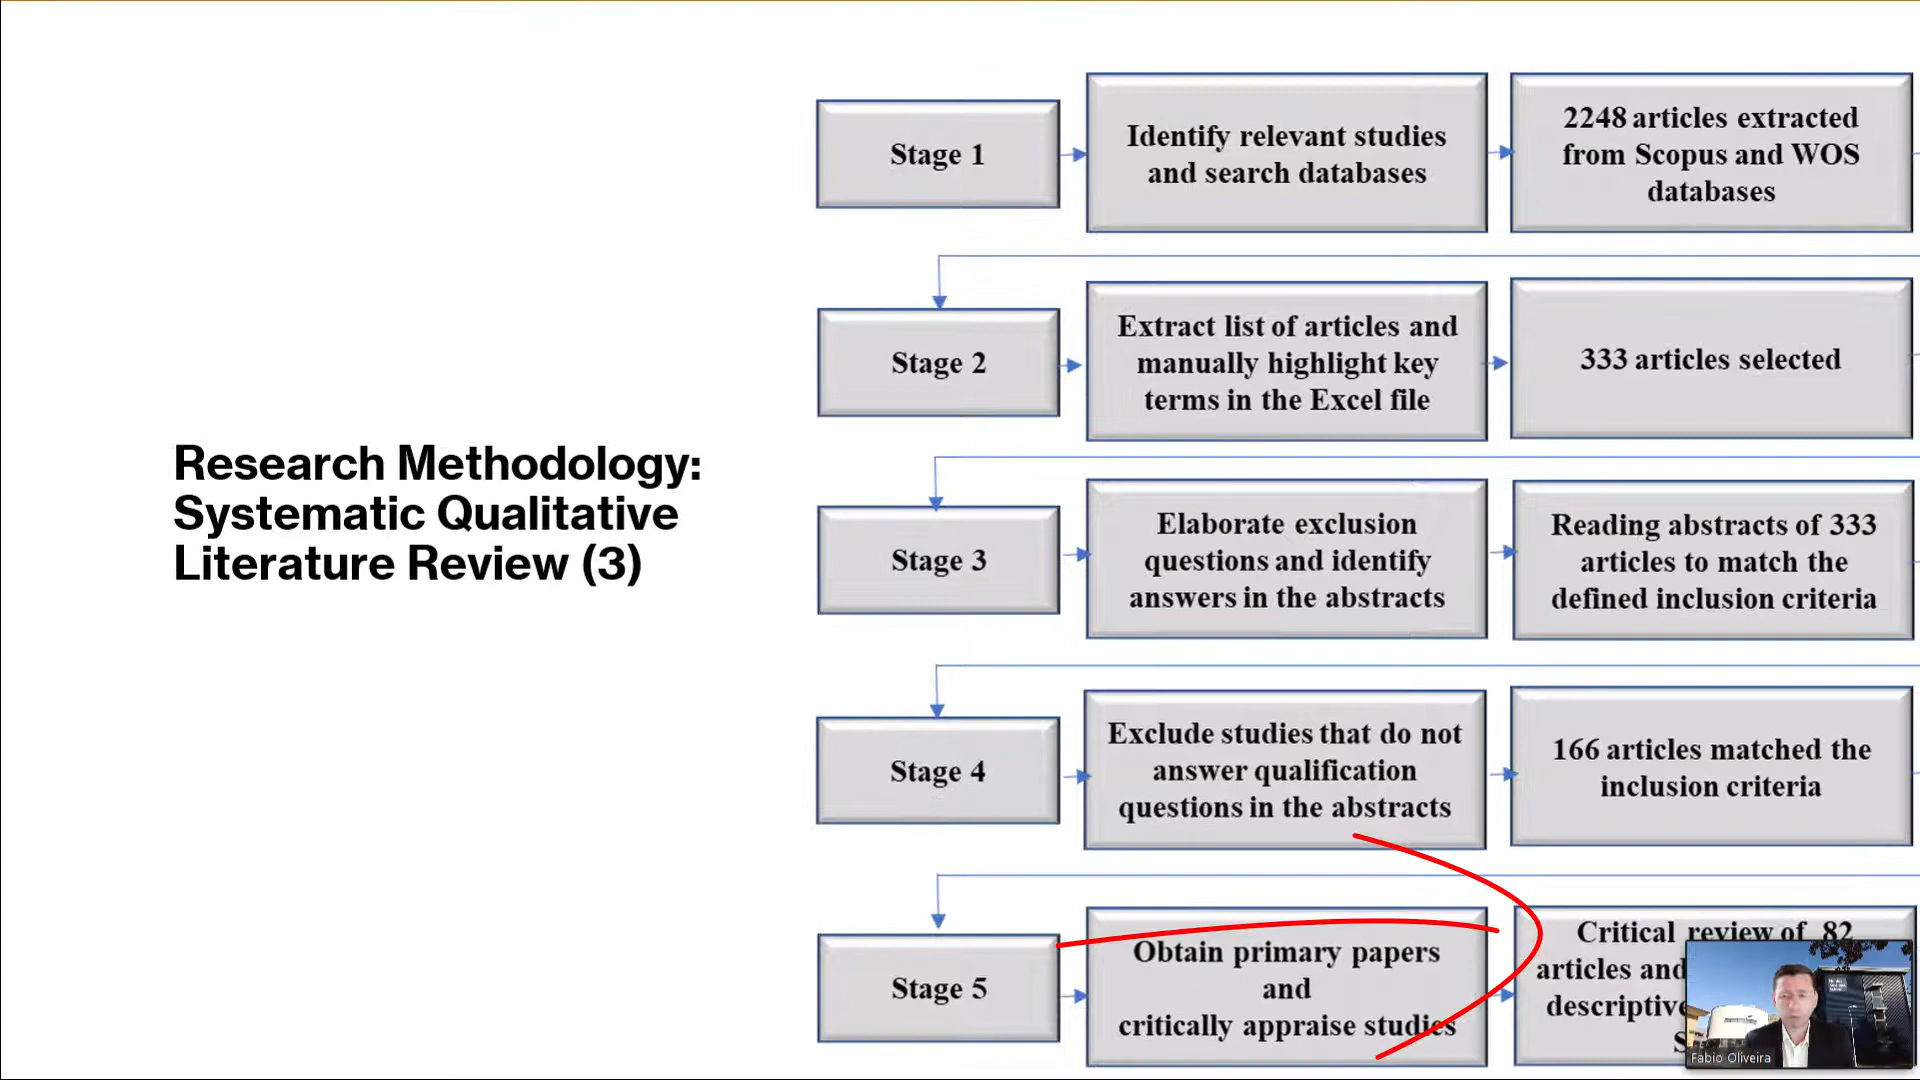 Research Methodology:
Systematic Qualitative
Literature Review (3)
Stage 1
Identify relevant studies
and search databases
2248 articles extracted
from Scopus and WOS
databases
Stage 2
Extract list of articles and
manually highlight key
terms in the Excel file
333 articles selected
Stage 3
Elaborate exclusion
questions and identify
answers in the abstracts
Reading abstracts of 333
articles to match the
defined inclusion criteria
Stage 4
Exclude studies that do not
answer qualification
questions in the abstracts
166 articles matched the
inclusion criteria
Stage 5
Obtain primary papers
and
critically appraise studies
Critical review of 82
articles and
descriptive
Fabio Oliveira